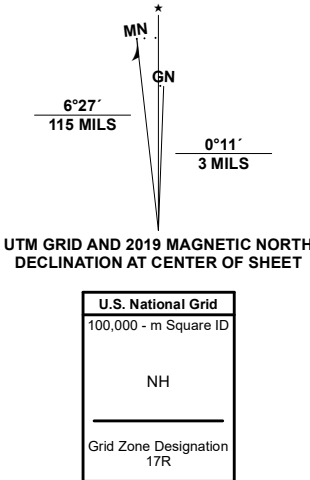 MN
GN
6°27´
115 MILS
0°11´
3 MILS
UTM GRID AND 2019 MAGNETIC NORTH
DECLINATION AT CENTER OF SHEET
U.S. National Grid
100,000 - m Square ID
NH
Grid Zone Designation
17R